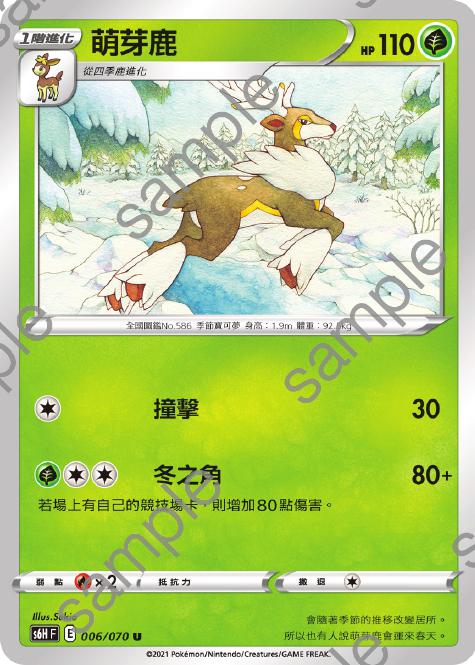 1階進化
萌芽鹿
HP 110
從四季鹿進化
全國圖鑑No.586 季節寶可夢 身高：1.9m 體重：92.5kg
撞擊 30
冬之角 80+
若場上有自己的競技場卡，則增加80點傷害。
弱點 ×2 抵抗力 撤退
Illus.Sekio
S6H F E 006/070 U
會隨著季節的推移改變居所。
所以也有人說萌芽鹿會運來春天。
©2021 Pokémon/Nintendo/Creatures/GAME FREAK.
sample
sample
sample
sample
sample
sample
sample